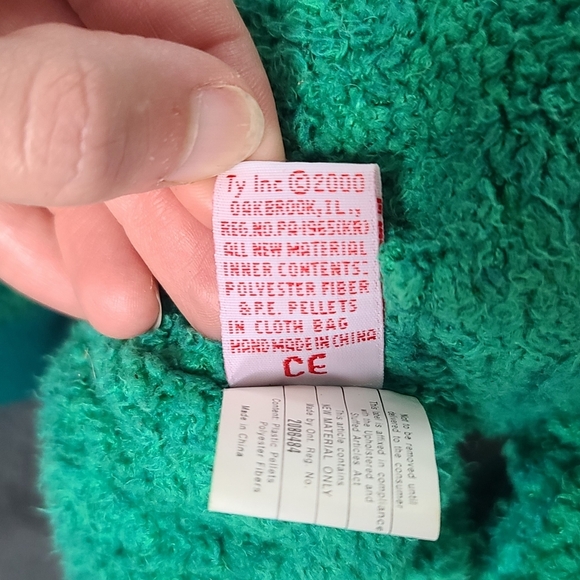 Ty Inc ©2000
OAKBROOK, IL.,
REG.NO.PA-1965(KR)
ALL NEW MATERIAL
INNER CONTENTS:
POLYESTER FIBER
& P.E. PELLETS
IN CLOTH BAG
HAND MADE IN CHINA
CE
Not to be removed until
delivered to the consumer
This label is affixed in compliance
with the Upholstered and
Stuffed Articles Act
This article contains
NEW MATERIAL ONLY
Made by Ont. Reg. No.
20B8484
Content: Plastic Pellets
Polyester Fibers
Made in China